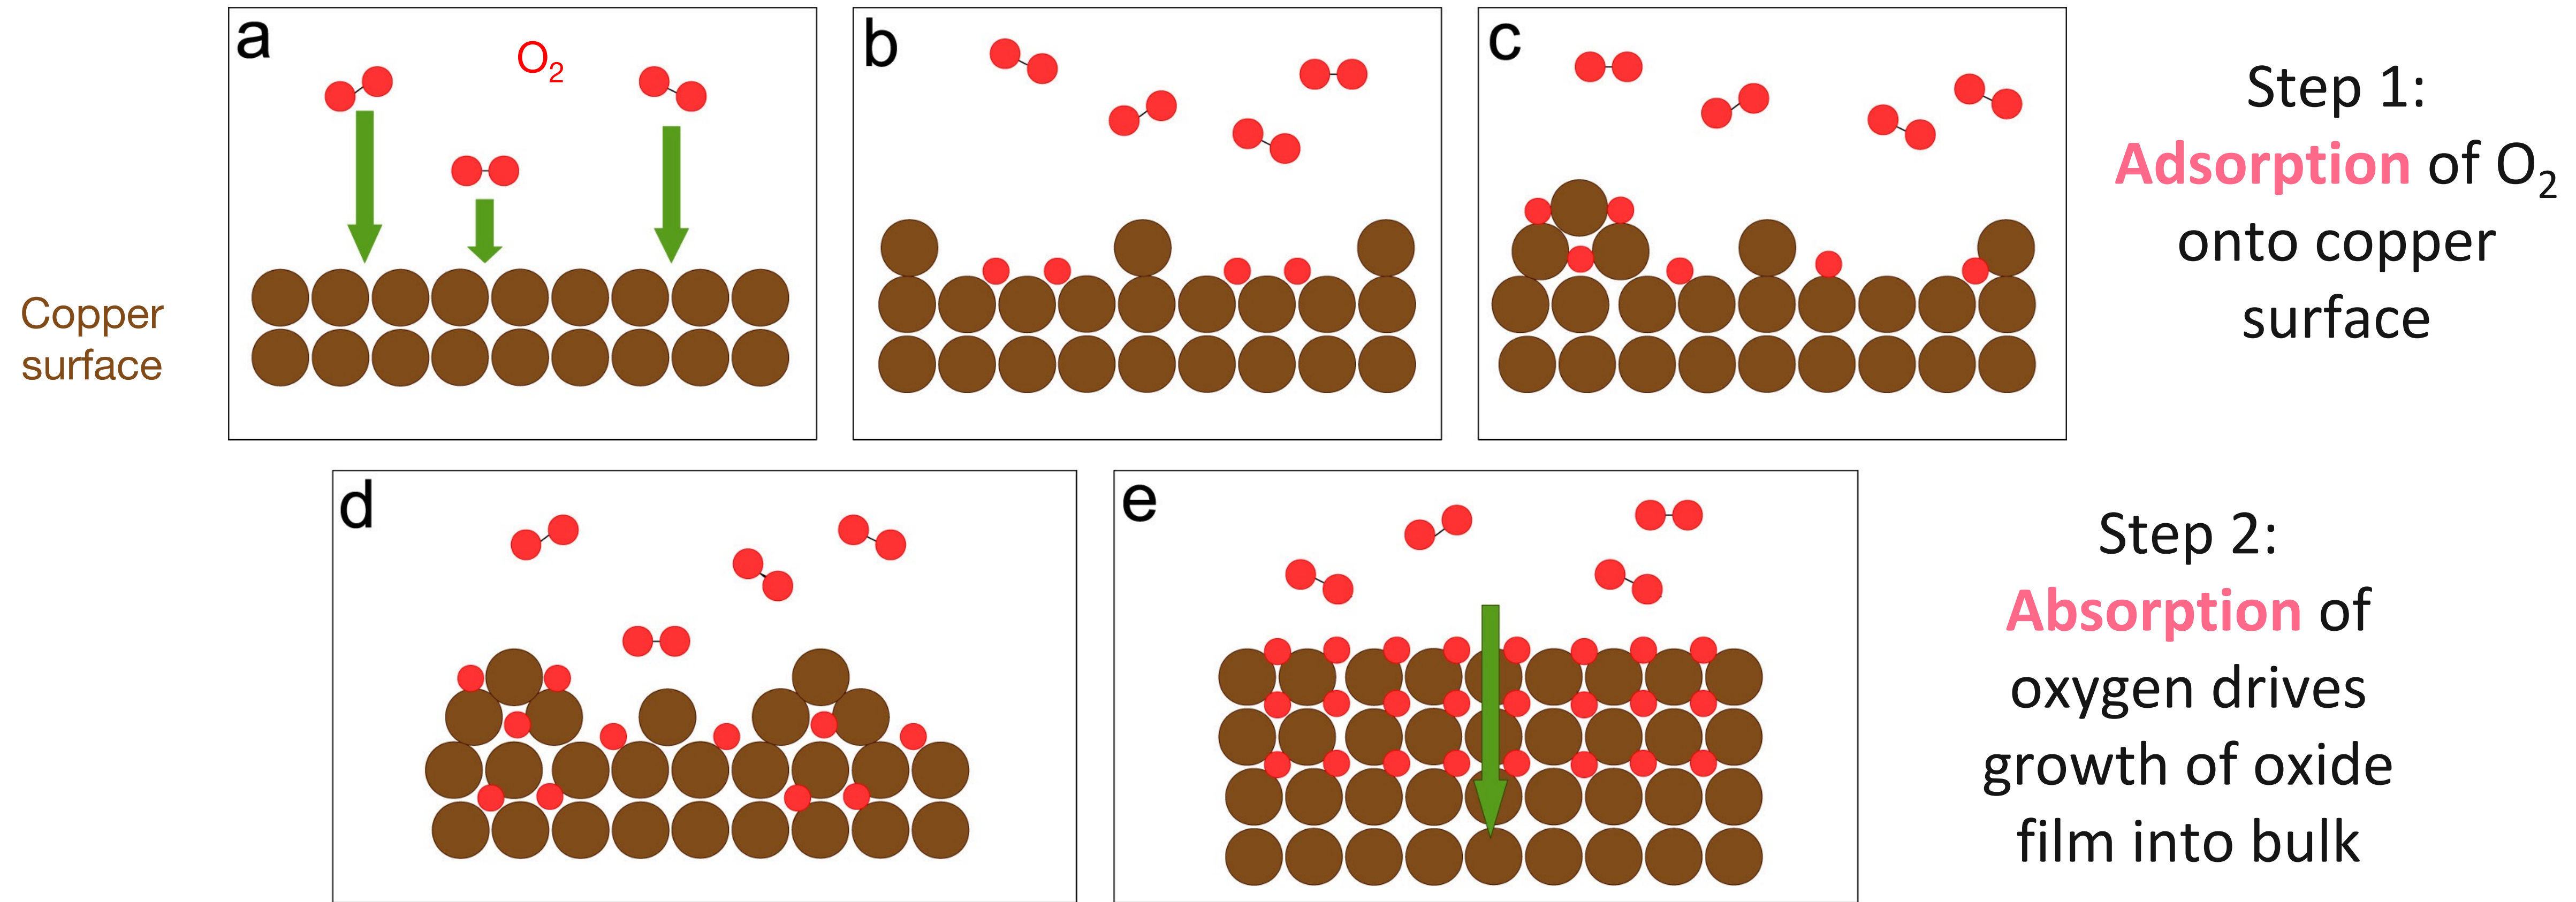 a
O₂
Copper
surface
b
c
Step 1:
Adsorption of O₂
onto copper
surface
d
e
Step 2:
Absorption of
oxygen drives
growth of oxide
film into bulk